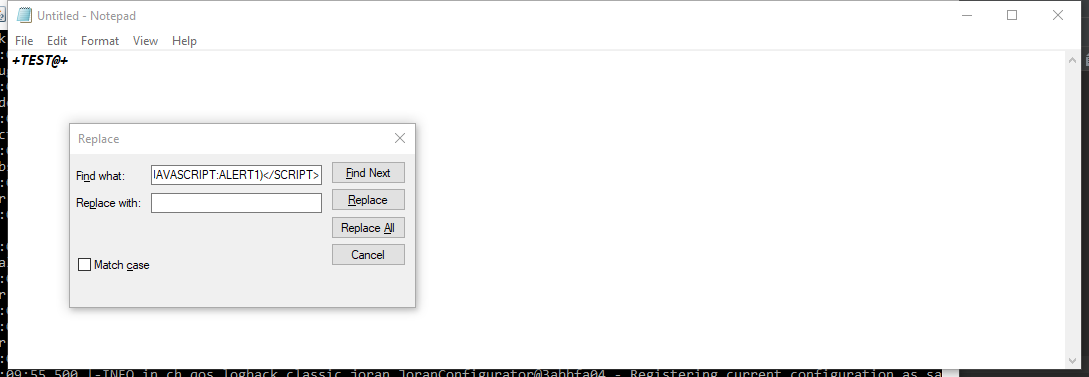 Untitled - Notepad
File Edit Format View Help
+TEST@+
Replace
Find what: JAVASCRIPT:ALERT1)</SCRIPT> Find Next
Replace with: Replace
Replace All
Match case Cancel
:09:55,500 |-INFO in ch.qos.logback.classic.joran.JoranConfigurator@3abbfa04 - Registering current configuration as sa